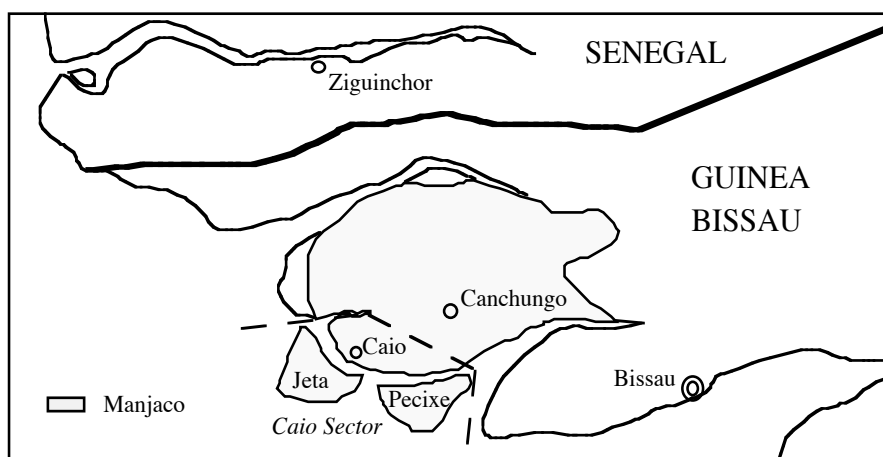 SENEGAL
Ziguinchor
GUINEA
BISSAU
Canchungo
Caio
Jeta
Bissau
Pecixe
Manjaco
Caio Sector